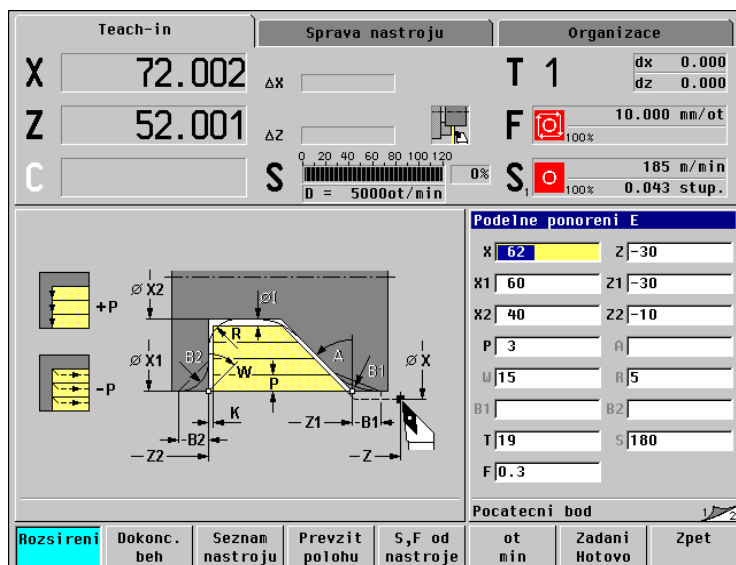 Teach-in
Sprava nastroju
Organizace
X 72.002 ΔX T 1 dx 0.000
dz 0.000
Z 52.001 ΔZ F 100% 10.000 mm/ot
C S 0 20 40 60 80 100 120 0% S1 100% 185 m/min
D = 5000ot/min 0.043 stup.
Podelne ponoreni E
X 62 Z -30
X1 60 Z1 -30
X2 40 Z2 -10
P 3 A
W 15 R 5
B1 B2
T 19 S 180
F 0.3
Pocatecni bod 1 2
+P
-P
Ø X2
ØI
R
Ø X1
B2
W
A
P
B1
Ø X
K
Z1
B1
B2
Z2
Z
Rozsireni
Dokonc.
beh
Seznam
nastroju
Prevzit
polohu
S,F od
nastroje
ot
min
Zadani
Hotovo
Zpet